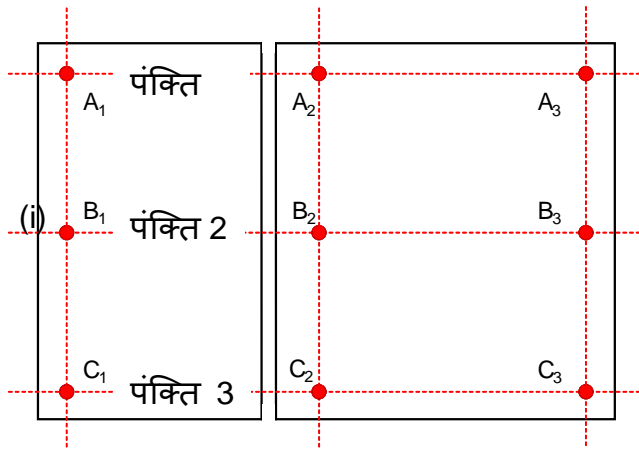 पंक्ति
A1 A2 A3
(i) B1 पंक्ति 2 B2 B3
C1 पंक्ति 3 C2 C3